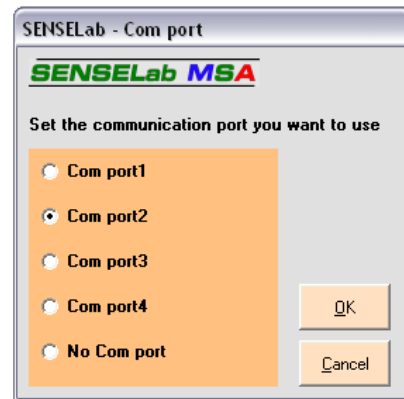 SENSELab - Com port
SENSELab MSA
Set the communication port you want to use
Com port1
Com port2
Com port3
Com port4
No Com port
OK
Cancel